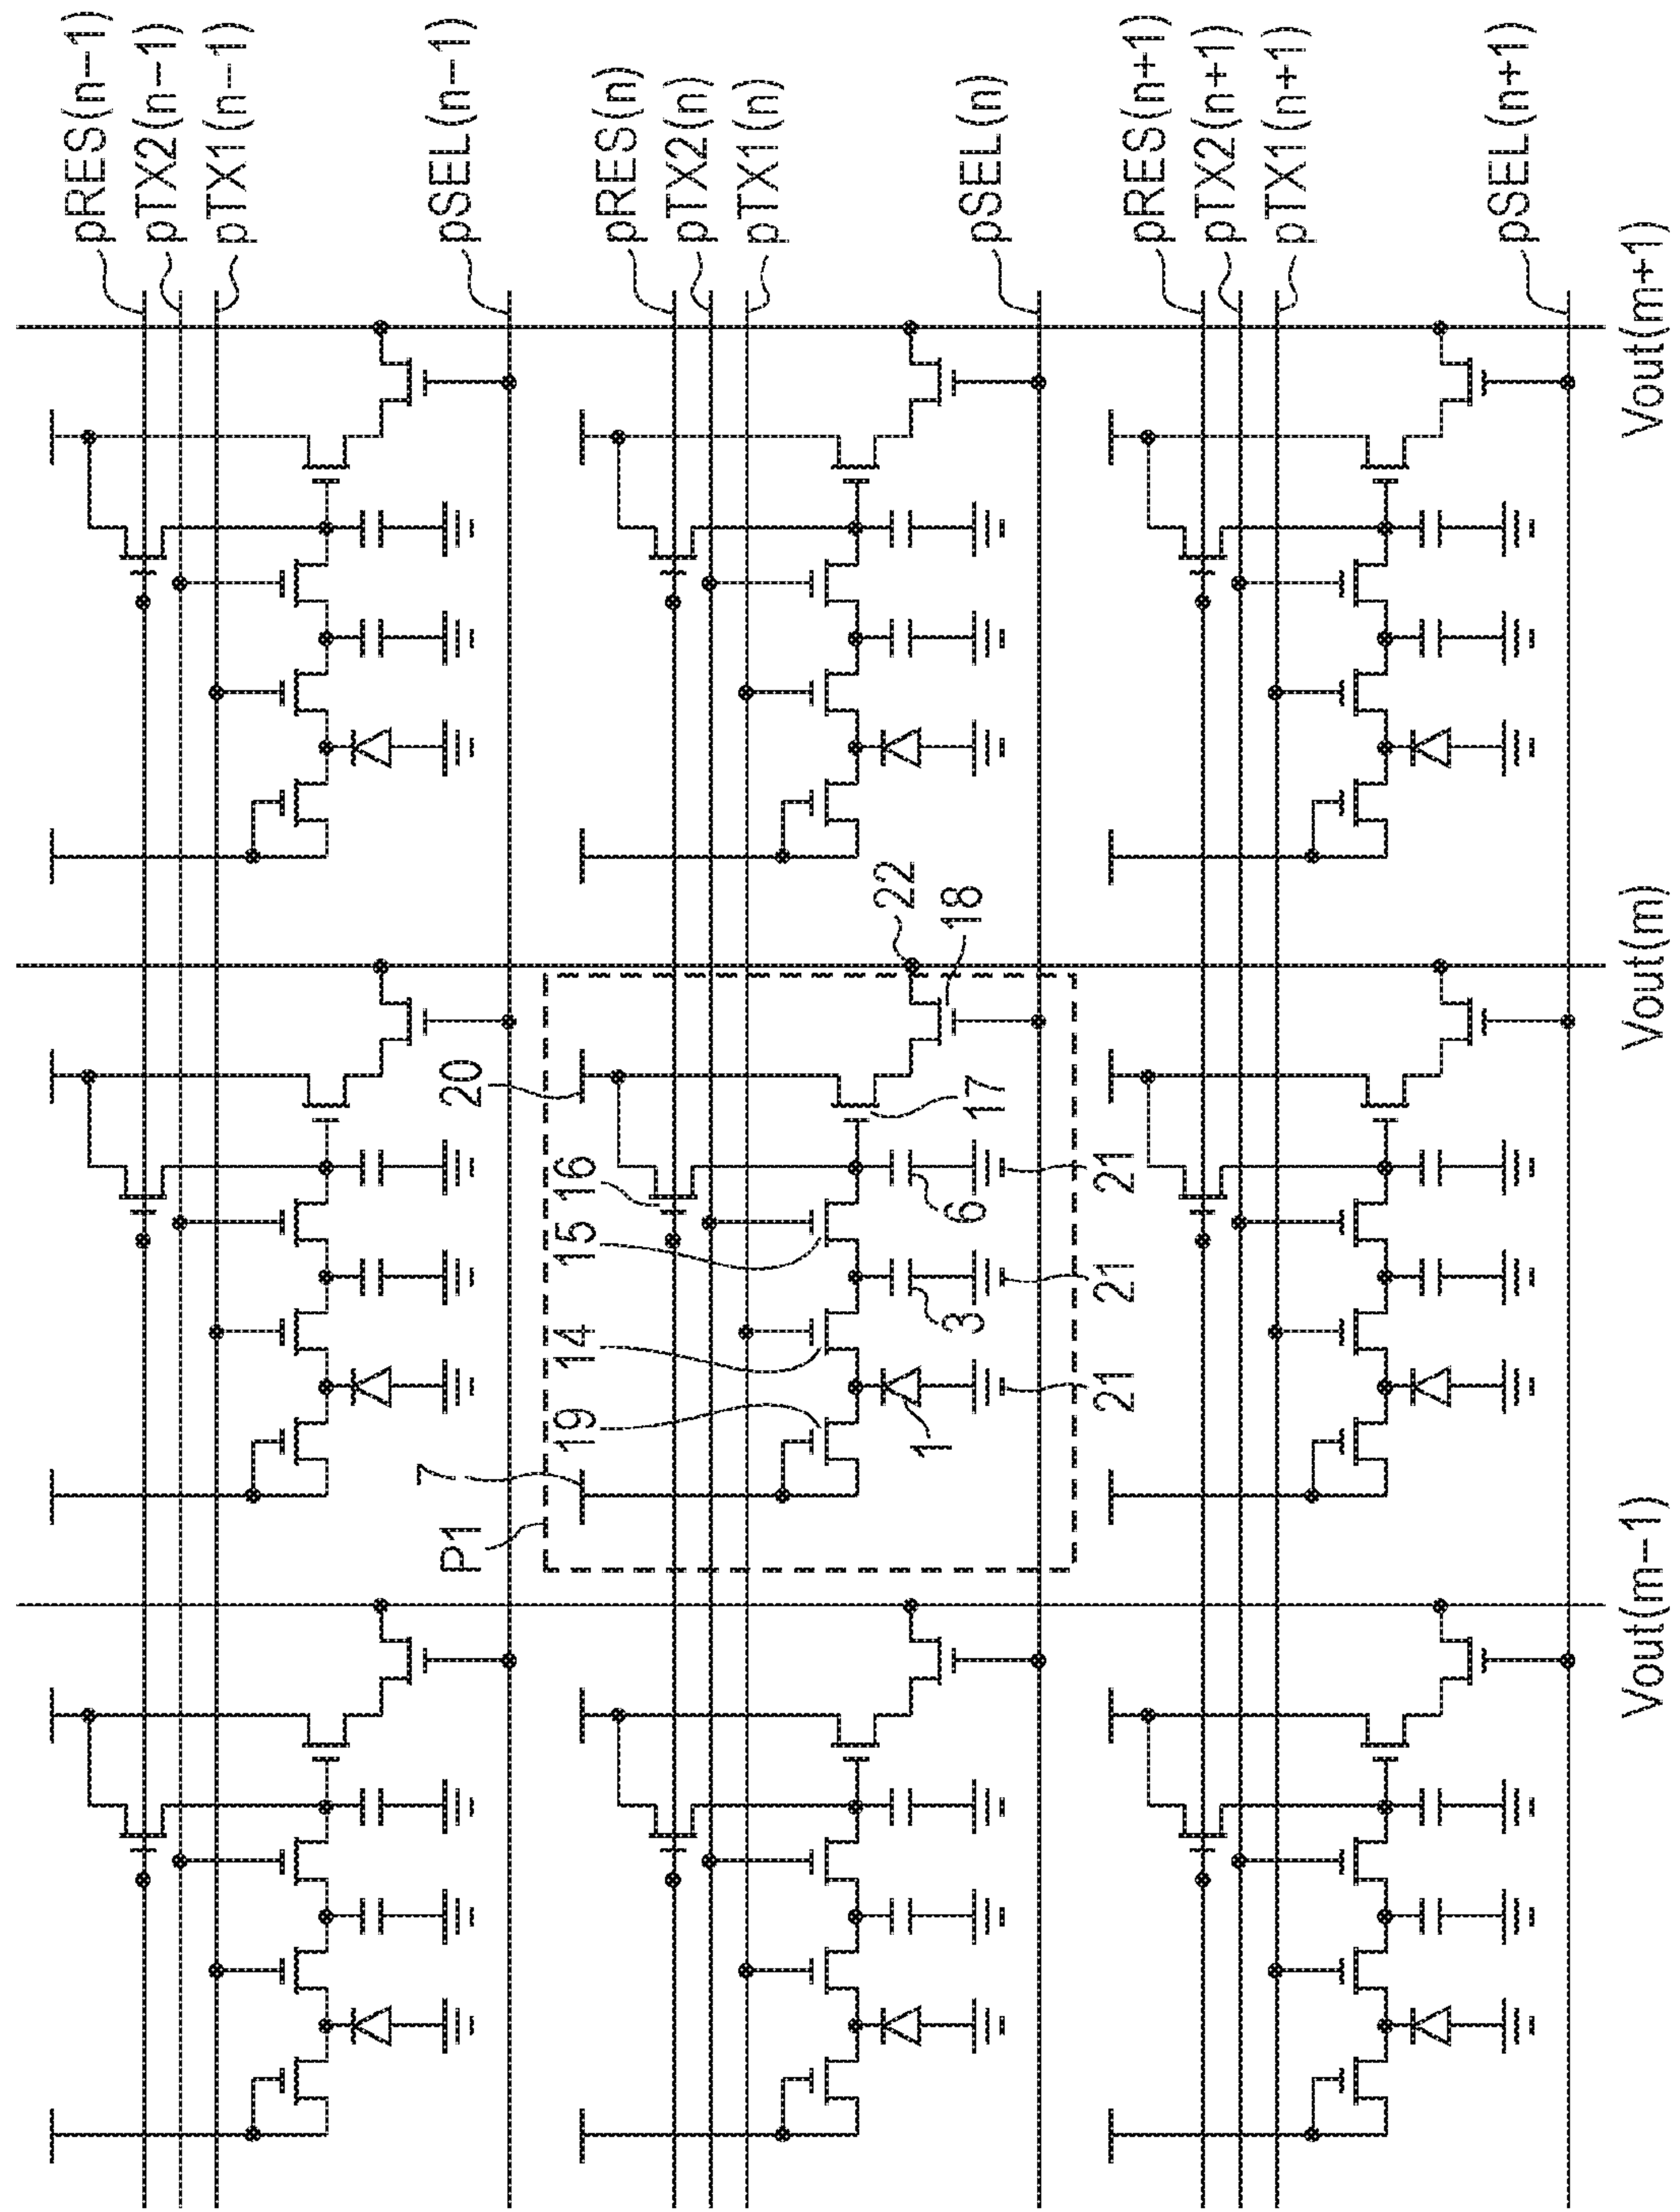 pRES(n-1)
pTX2(n-1)
pTX1(n-1)
pSEL(n-1)
pRES(n)
pTX2(n)
pTX1(n)
pSEL(n)
pRES(n+1)
pTX2(n+1)
pTX1(n+1)
pSEL(n+1)
P1
7
19
14
15
16
20
22
18
17
1
3
6
21
21
21
Vout(m-1)
Vout(m)
Vout(m+1)